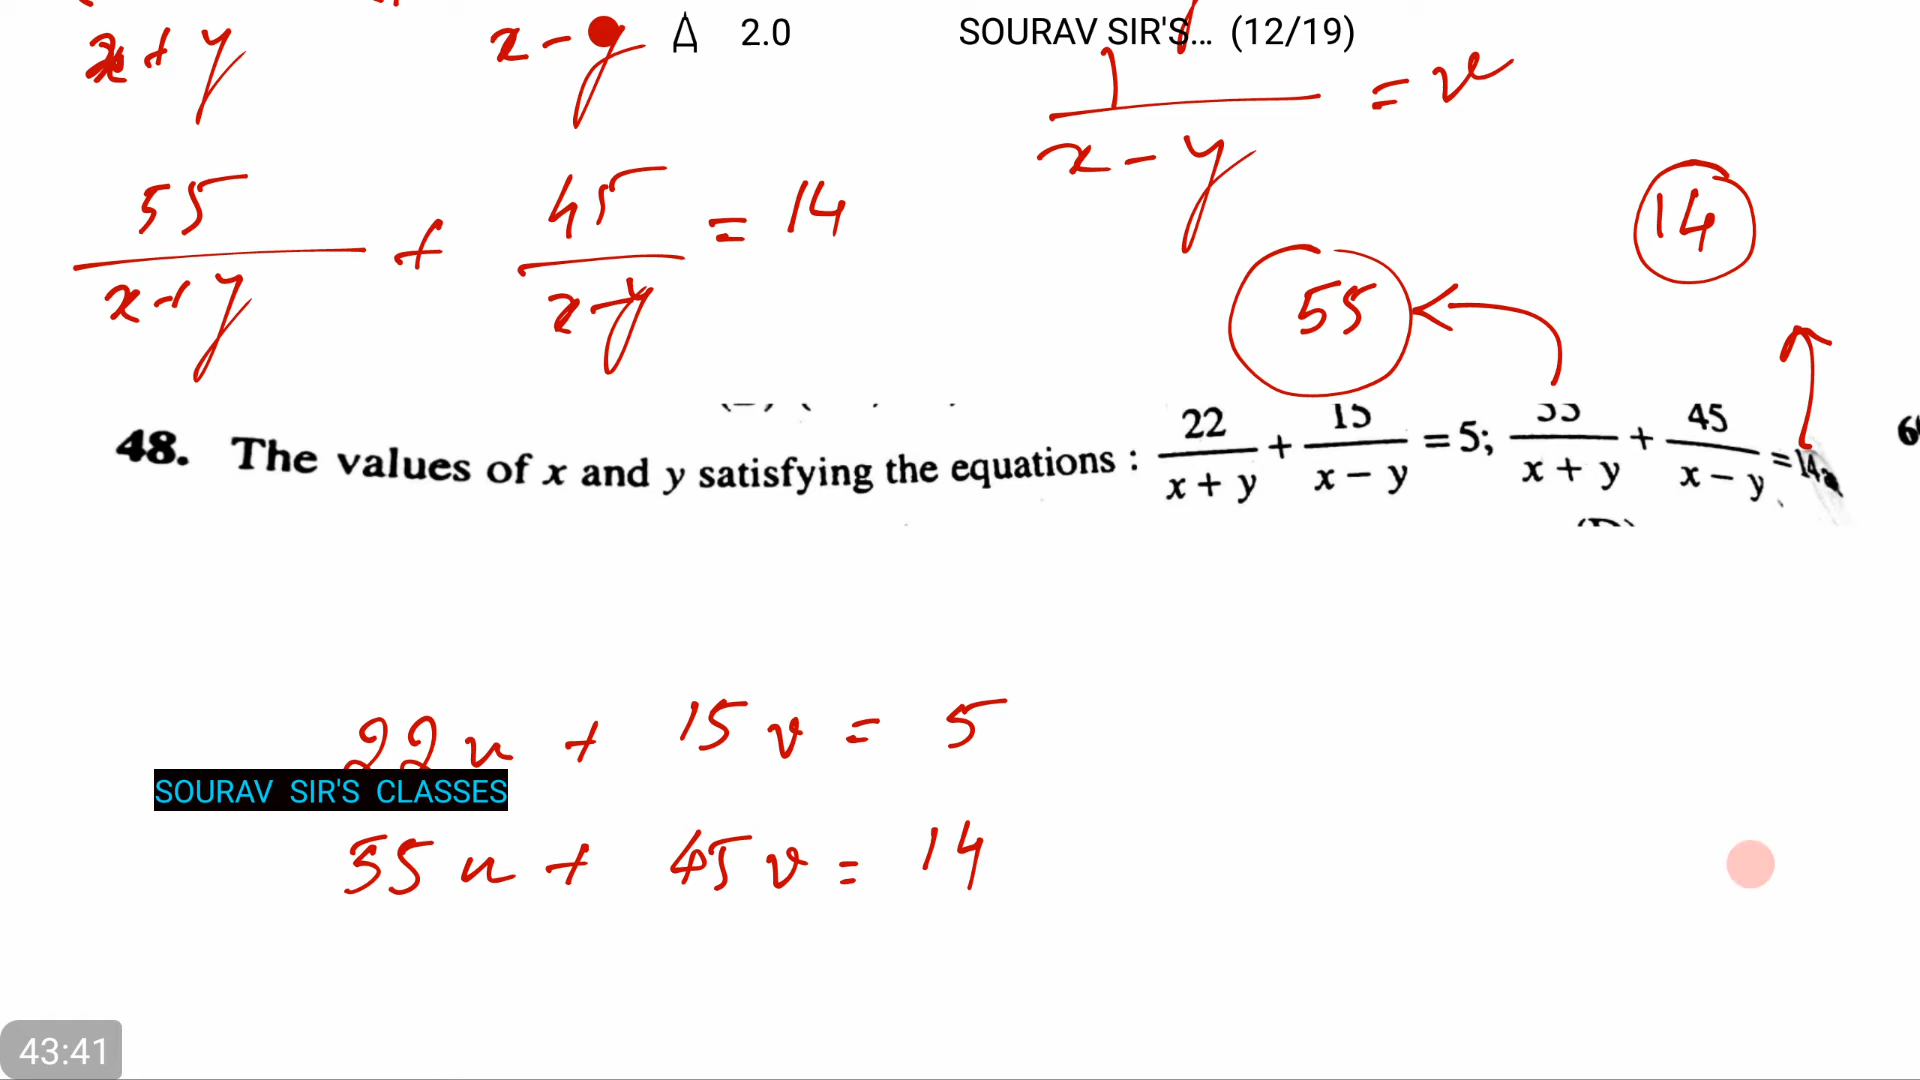 2.0 SOURAV SIR'S... (12/19)
x + y x - y 1
x - y = v
55 + 45 = 14
x + y x - y
14
55
48. The values of x and y satisfying the equations : 22/x + y + 15/x - y = 5; 55/x + y + 45/x - y = 14
22u + 15v = 5
SOURAV SIR'S CLASSES
55u + 45v = 14
43:41